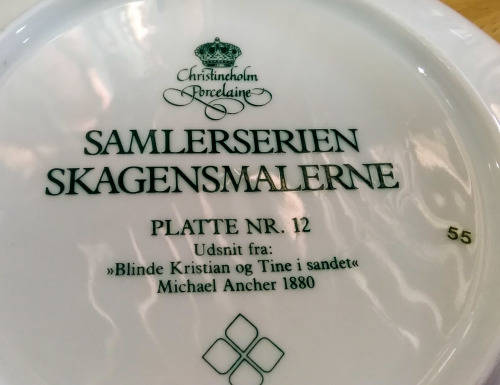 Christineholm
Porcelaine
SAMLERSERIEN
SKAGENSMALERNE
PLATTE NR. 12
Udsnit fra:
»Blinde Kristian og Tine i sandet«
Michael Ancher 1880
55